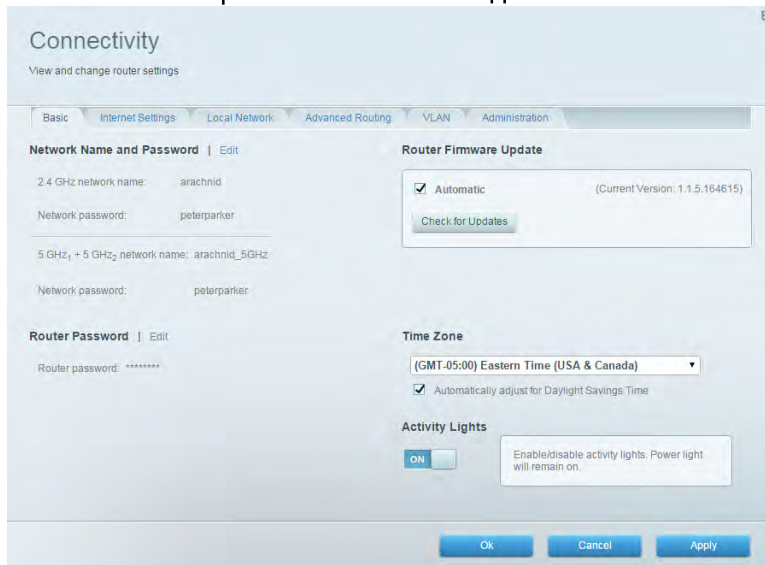 Connectivity
View and change router settings
Basic Internet Settings Local Network Advanced Routing VLAN Administration
Network Name and Password | Edit
2.4 GHz network name: arachnid
Network password: peterparker
5 GHz1 + 5 GHz2 network name: arachnid_5GHz
Network password: peterparker
Router Password | Edit
Router password: ********
Router Firmware Update
Automatic (Current Version: 1.1.5.164615)
Check for Updates
Time Zone
(GMT-05:00) Eastern Time (USA & Canada)
Automatically adjust for Daylight Savings Time
Activity Lights
ON
Enable/disable activity lights. Power light
will remain on.
Ok Cancel Apply